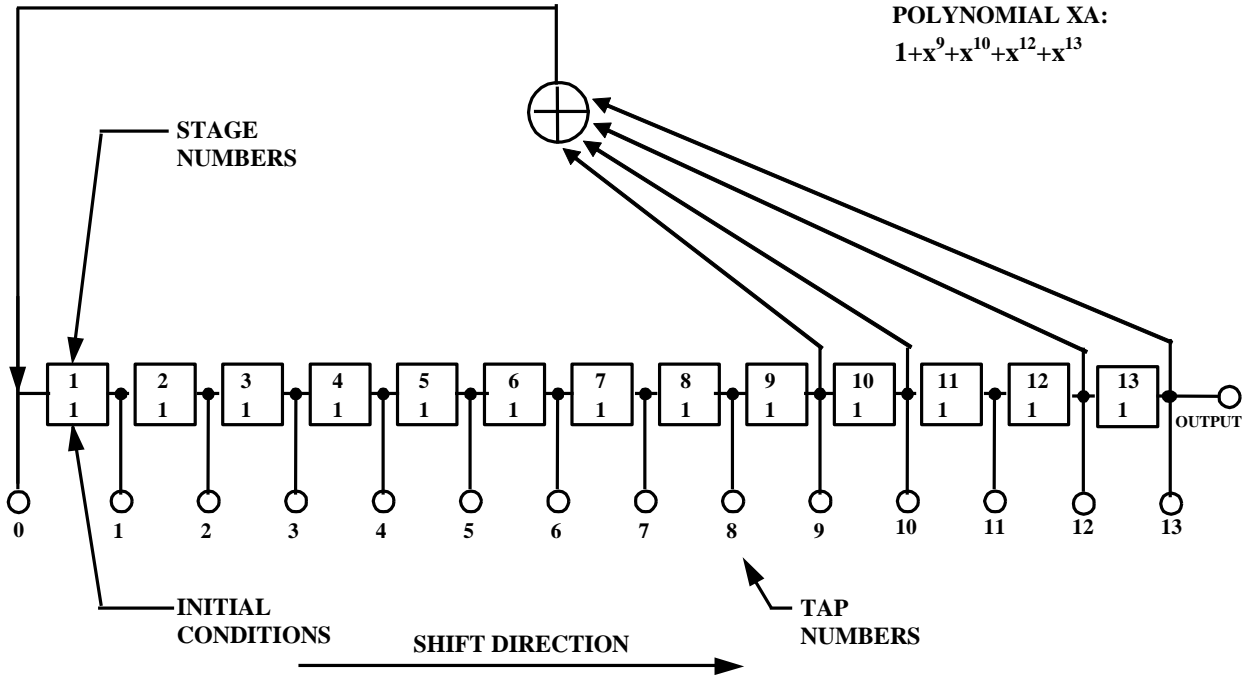 POLYNOMIAL XA:
1+x⁹+x¹⁰+x¹²+x¹³
STAGE
NUMBERS
1 2 3 4 5 6 7 8 9 10 11 12 13
1 1 1 1 1 1 1 1 1 1 1 1 1
OUTPUT
0 1 2 3 4 5 6 7 8 9 10 11 12 13
INITIAL
CONDITIONS
TAP
NUMBERS
SHIFT DIRECTION